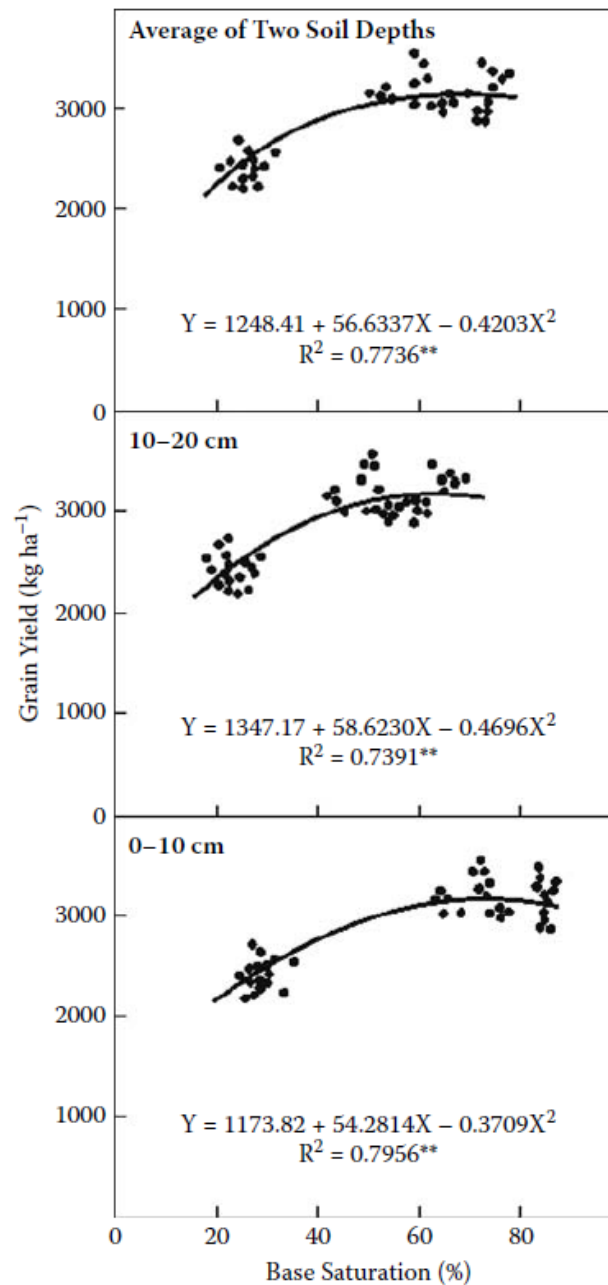 Average of Two Soil Depths
3000
2000
1000
0
Y = 1248.41 + 56.6337X – 0.4203X²
R² = 0.7736**
10–20 cm
3000
2000
1000
0
Y = 1347.17 + 58.6230X – 0.4696X²
R² = 0.7391**
0–10 cm
3000
2000
1000
Y = 1173.82 + 54.2814X – 0.3709X²
R² = 0.7956**
0 20 40 60 80
Base Saturation (%)
Grain Yield (kg ha⁻¹)